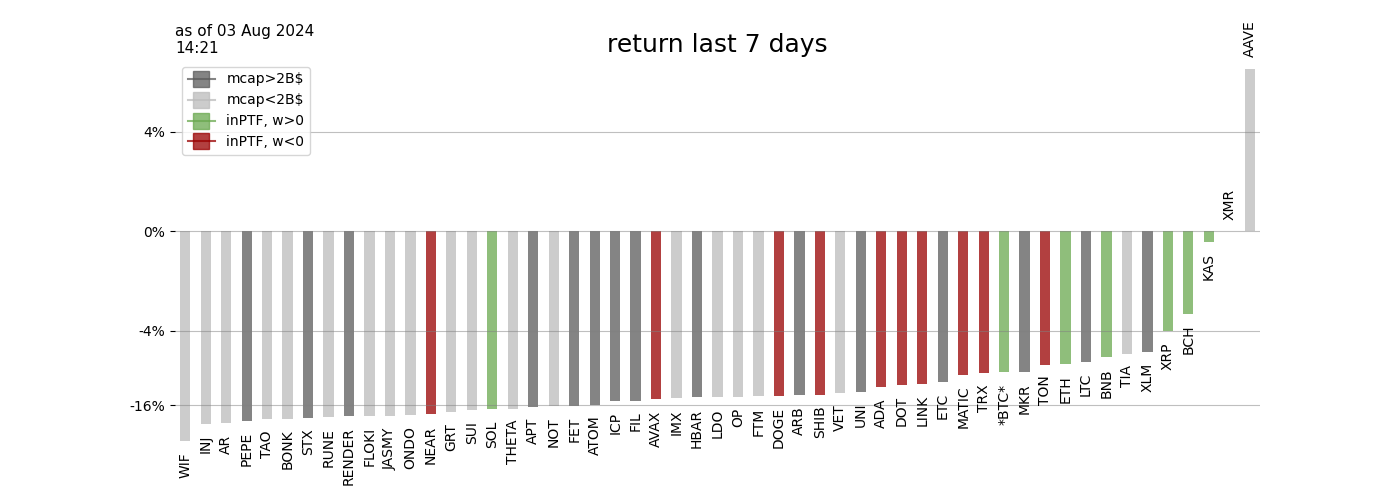 as of 03 Aug 2024
14:21
return last 7 days
mcap>2B$
mcap<2B$
inPTF, w>0
inPTF, w<0
4%
0%
-4%
-16%
WIF
INJ
AR
PEPE
TAO
BONK
STX
RUNE
RENDER
FLOKI
JASMY
ONDO
NEAR
GRT
SUI
SOL
THETA
APT
NOT
FET
ATOM
ICP
FIL
AVAX
IMX
HBAR
LDO
OP
FTM
DOGE
ARB
SHIB
VET
UNI
ADA
DOT
LINK
ETC
MATIC
TRX
*BTC*
MKR
TON
ETH
LTC
BNB
TIA
XLM
XRP
BCH
KAS
XMR
AAVE